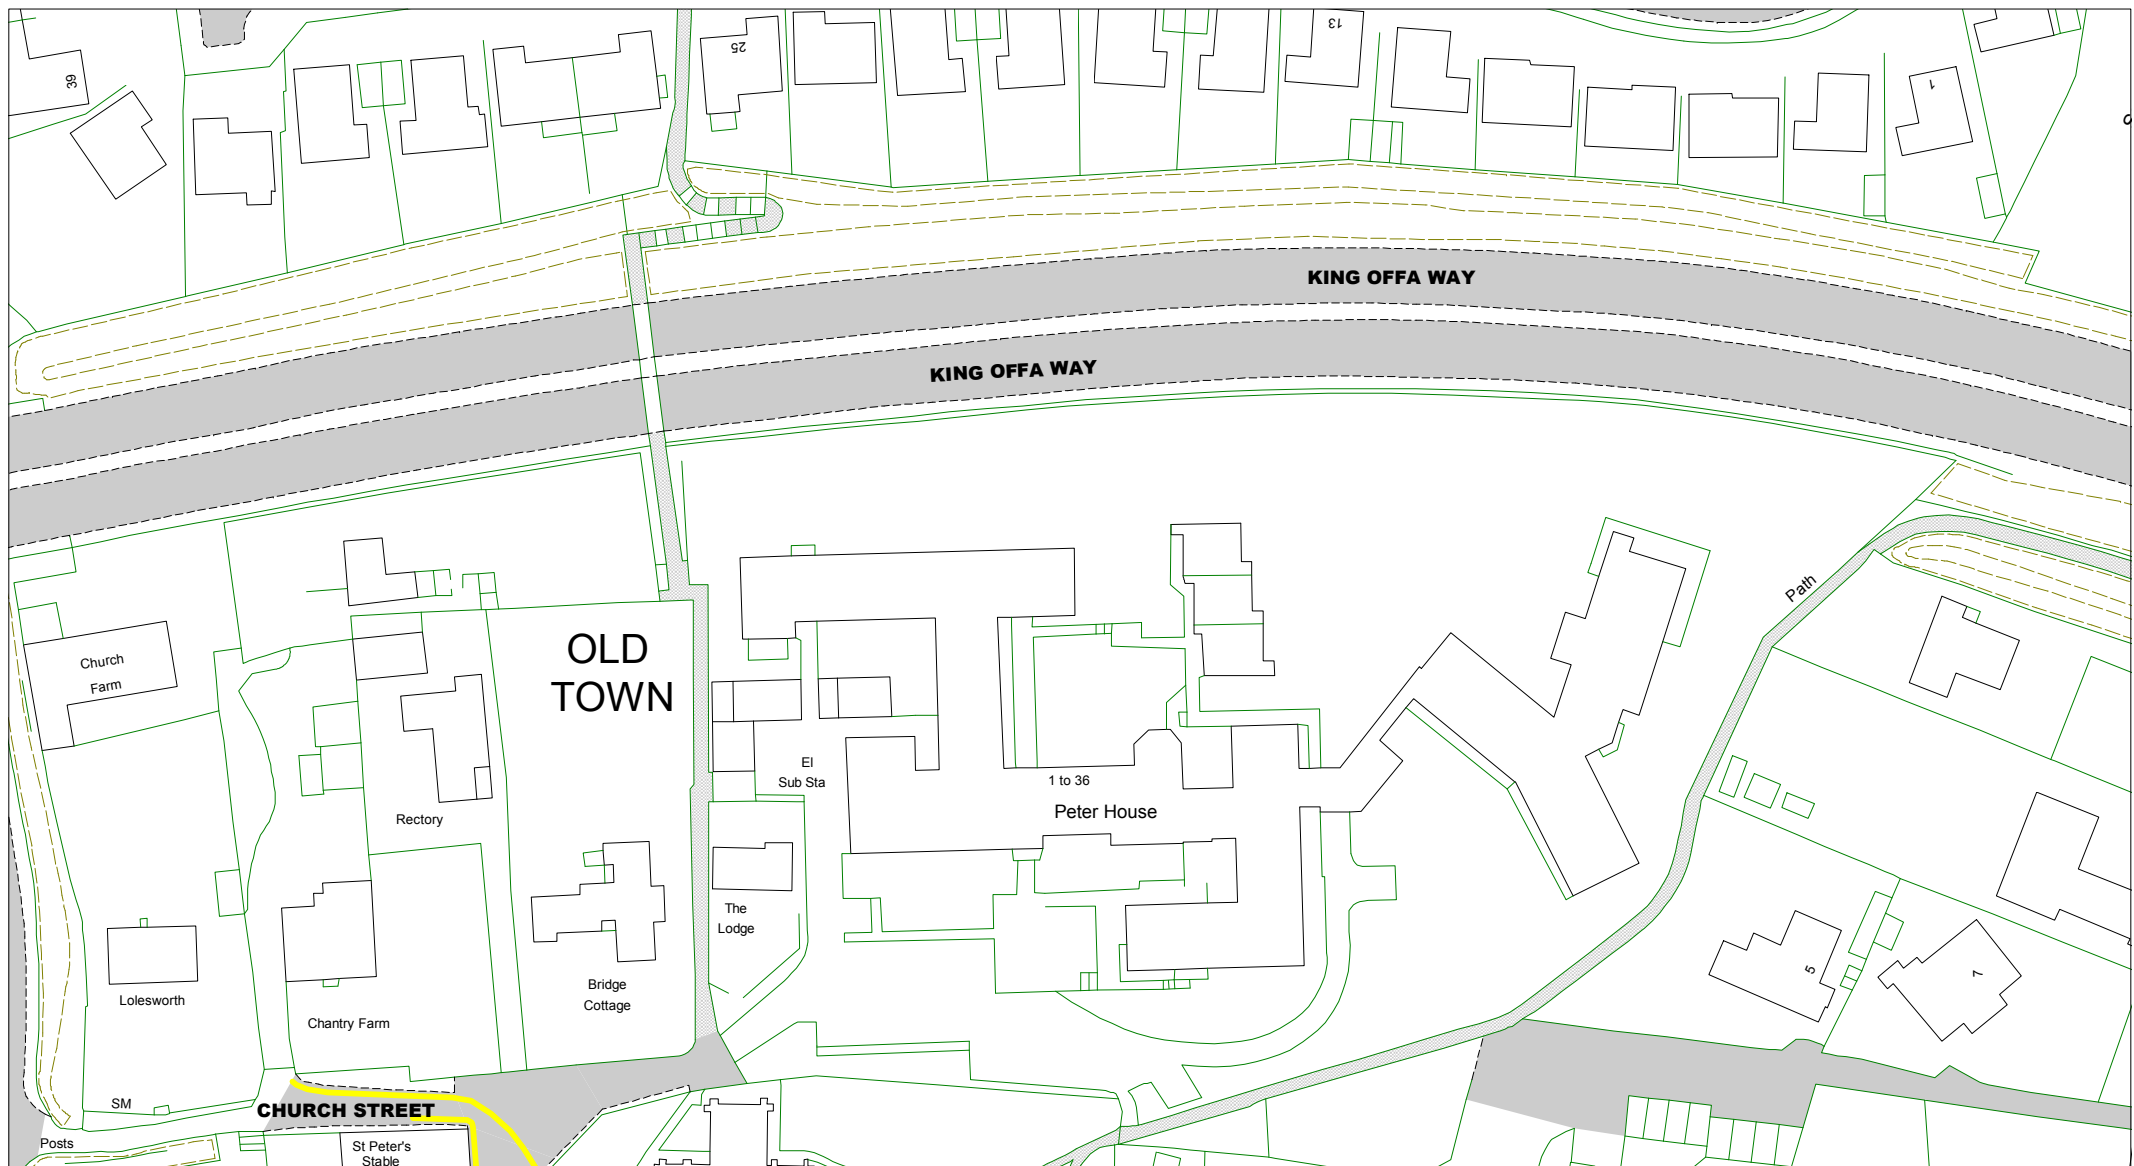 39
25
13
1
KING OFFA WAY
KING OFFA WAY
Path
OLD
TOWN
Church
Farm
El
Sub Sta
1 to 36
Peter House
Rectory
The
Lodge
Bridge
Cottage
5
7
Lolesworth
Chantry Farm
SM
CHURCH STREET
Posts
St Peter's
Stable